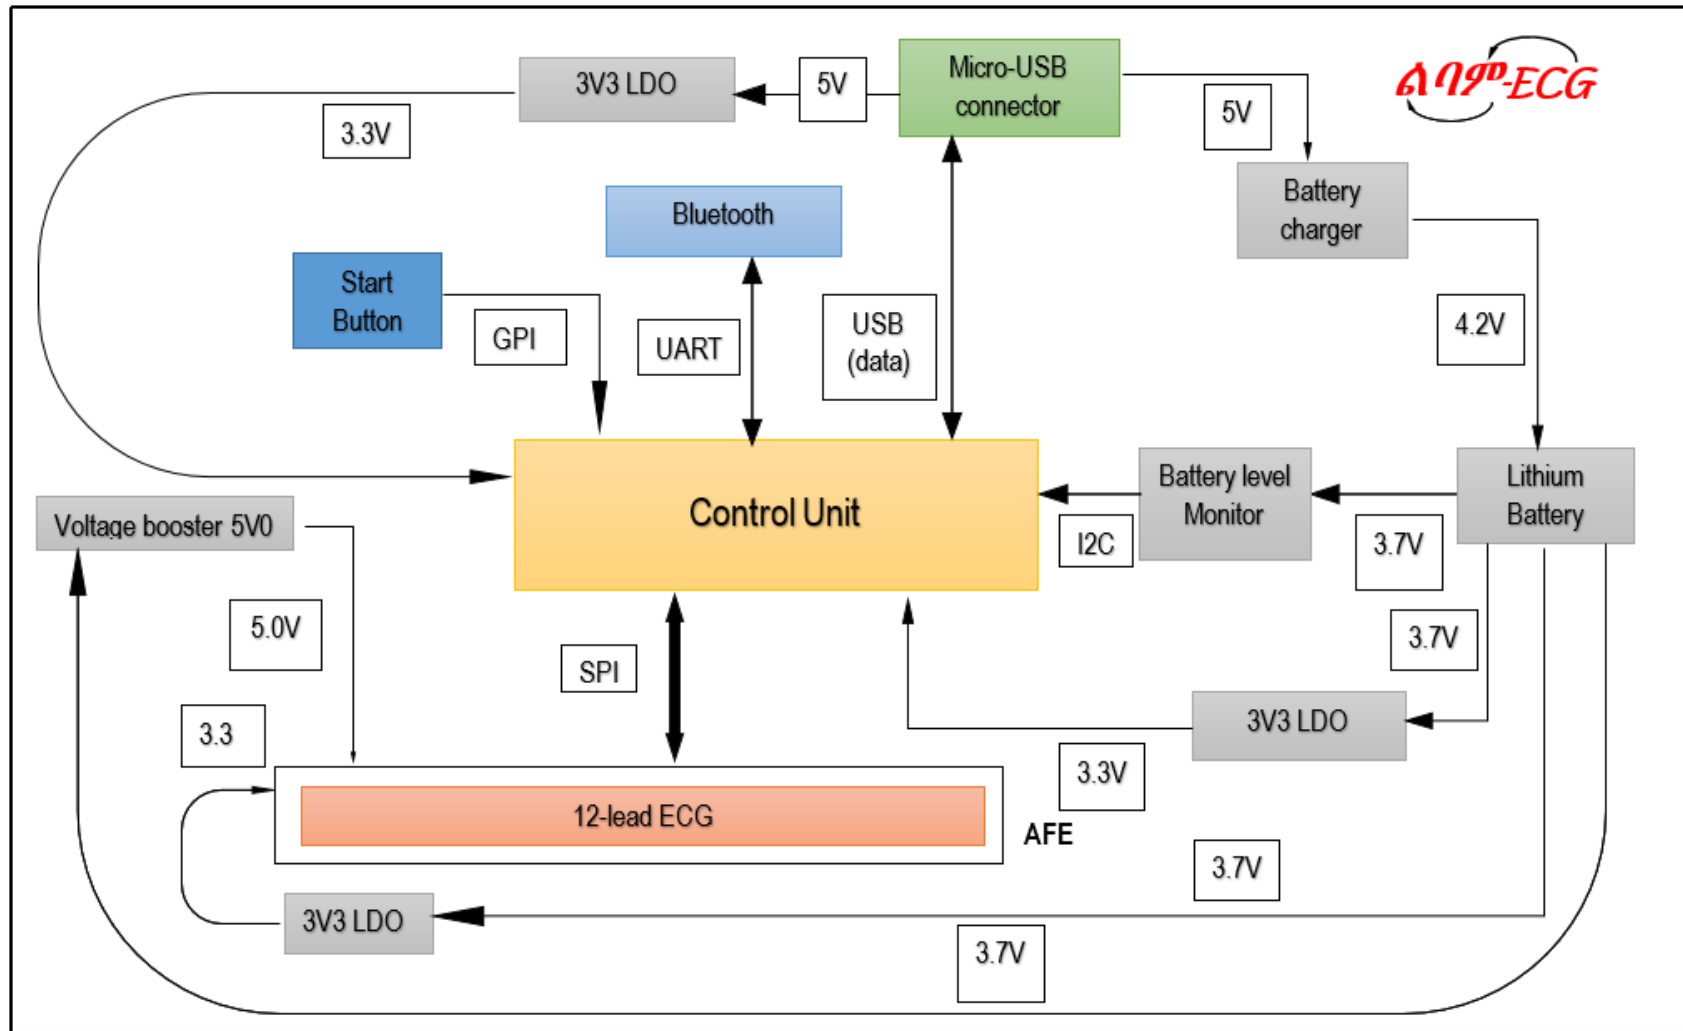 3V3 LDO
5V
Micro-USB
connector
5V
ልባም-ECG
3.3V
Bluetooth
Battery
charger
Start
Button
GPI
UART
USB
(data)
4.2V
Control Unit
Battery level
Monitor
Lithium
Battery
I2C
3.7V
Voltage booster 5V0
5.0V
SPI
3.7V
3.3
3V3 LDO
3.3V
12-lead ECG
AFE
3.7V
3V3 LDO
3.7V